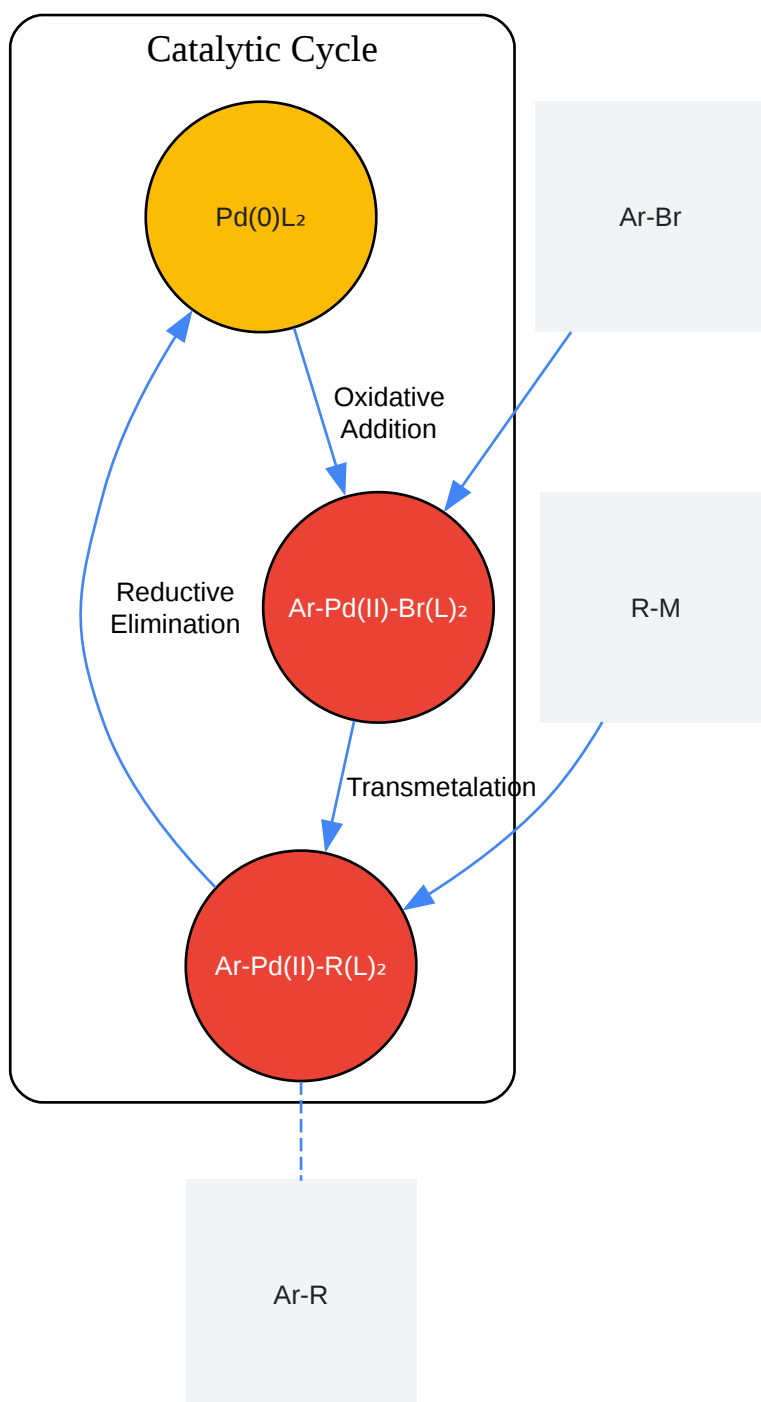 Catalytic Cycle
Pd(0)L₂
Ar-Br
Oxidative
Addition
Reductive
Elimination
Ar-Pd(II)-Br(L)₂
R-M
Transmetalation
Ar-Pd(II)-R(L)₂
Ar-R